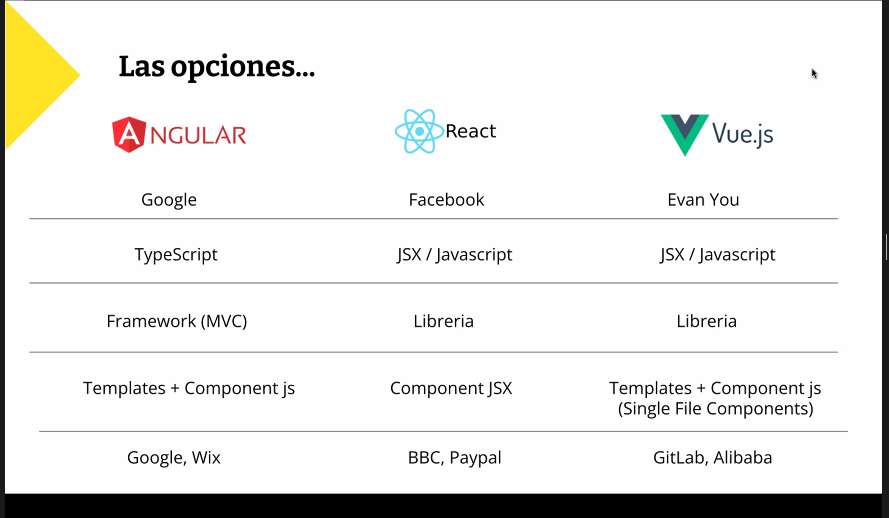 Las opciones...
ANGULAR React Vue.js
Google Facebook Evan You
TypeScript JSX / Javascript JSX / Javascript
Framework (MVC) Libreria Libreria
Templates + Component js Component JSX Templates + Component js
(Single File Components)
Google, Wix BBC, Paypal GitLab, Alibaba